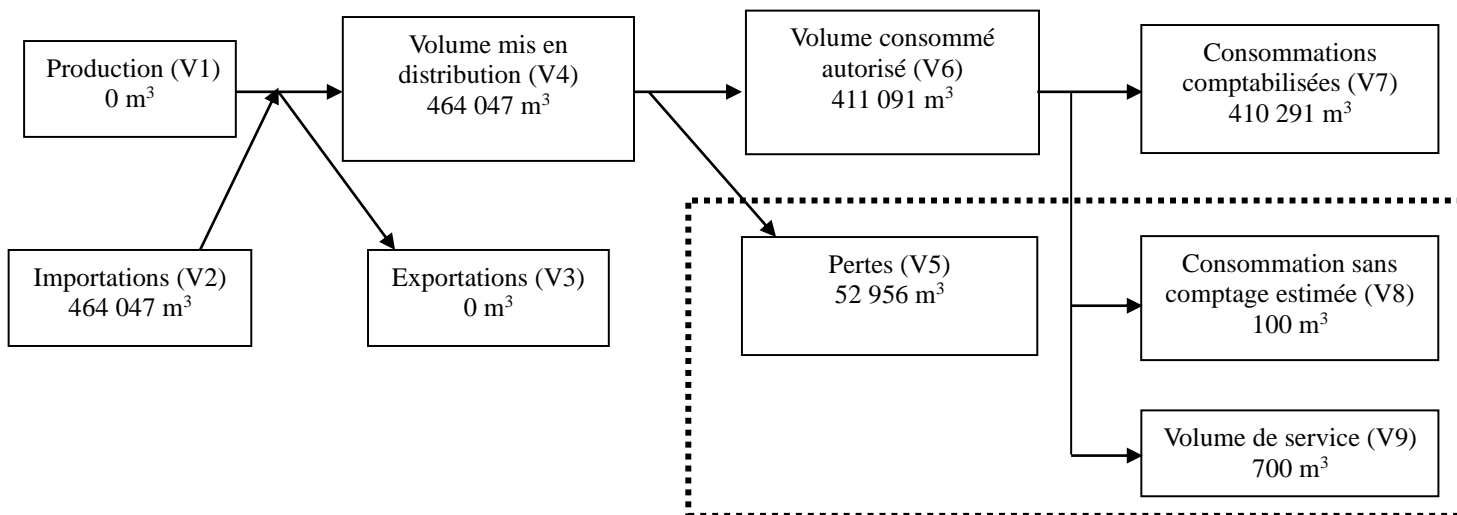 Production (V1)
0 m³
Volume mis en
distribution (V4)
464 047 m³
Volume consommé
autorisé (V6)
411 091 m³
Consommations
comptabilisées (V7)
410 291 m³
Importations (V2)
464 047 m³
Exportations (V3)
0 m³
Pertes (V5)
52 956 m³
Consommation sans
comptage estimée (V8)
100 m³
Volume de service (V9)
700 m³